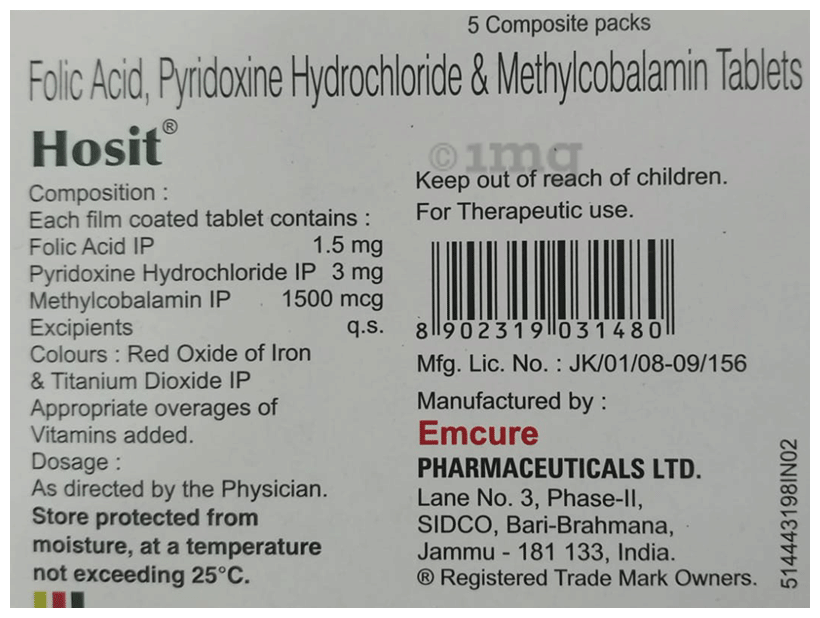 5 Composite packs
Folic Acid, Pyridoxine Hydrochloride & Methylcobalamin Tablets
Hosit®
Composition :
Each film coated tablet contains :
Folic Acid IP 1.5 mg
Pyridoxine Hydrochloride IP 3 mg
Methylcobalamin IP 1500 mcg
Excipients q.s.
Colours : Red Oxide of Iron
& Titanium Dioxide IP
Appropriate overages of
Vitamins added.
Dosage :
As directed by the Physician.
Store protected from
moisture, at a temperature
not exceeding 25°C.
©1mg
Keep out of reach of children.
For Therapeutic use.
8 902319 031480
Mfg. Lic. No. : JK/01/08-09/156
Manufactured by :
Emcure
PHARMACEUTICALS LTD.
Lane No. 3, Phase-II,
SIDCO, Bari-Brahmana,
Jammu - 181 133, India.
® Registered Trade Mark Owners.
514443198IN02